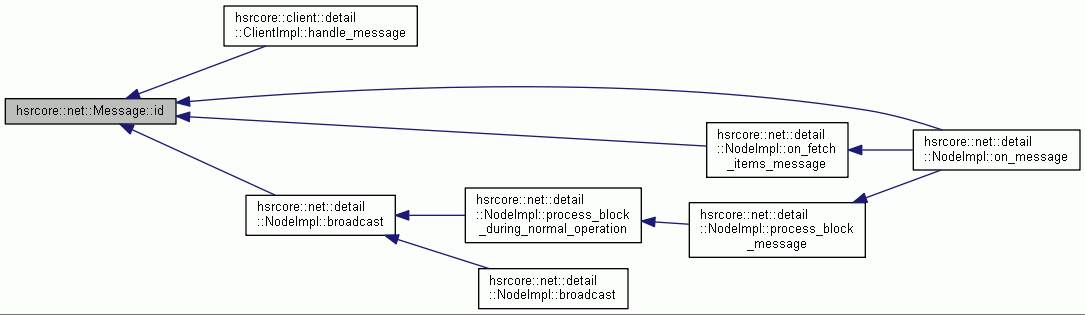 hsrcore::client::detail
::ClientImpl::handle_message
hsrcore::net::Message::id
hsrcore::net::detail
::NodeImpl::on_fetch
_items_message
hsrcore::net::detail
::NodeImpl::on_message
hsrcore::net::detail
::NodeImpl::broadcast
hsrcore::net::detail
::NodeImpl::process_block
_during_normal_operation
hsrcore::net::detail
::NodeImpl::process_block
_message
hsrcore::net::detail
::NodeImpl::broadcast